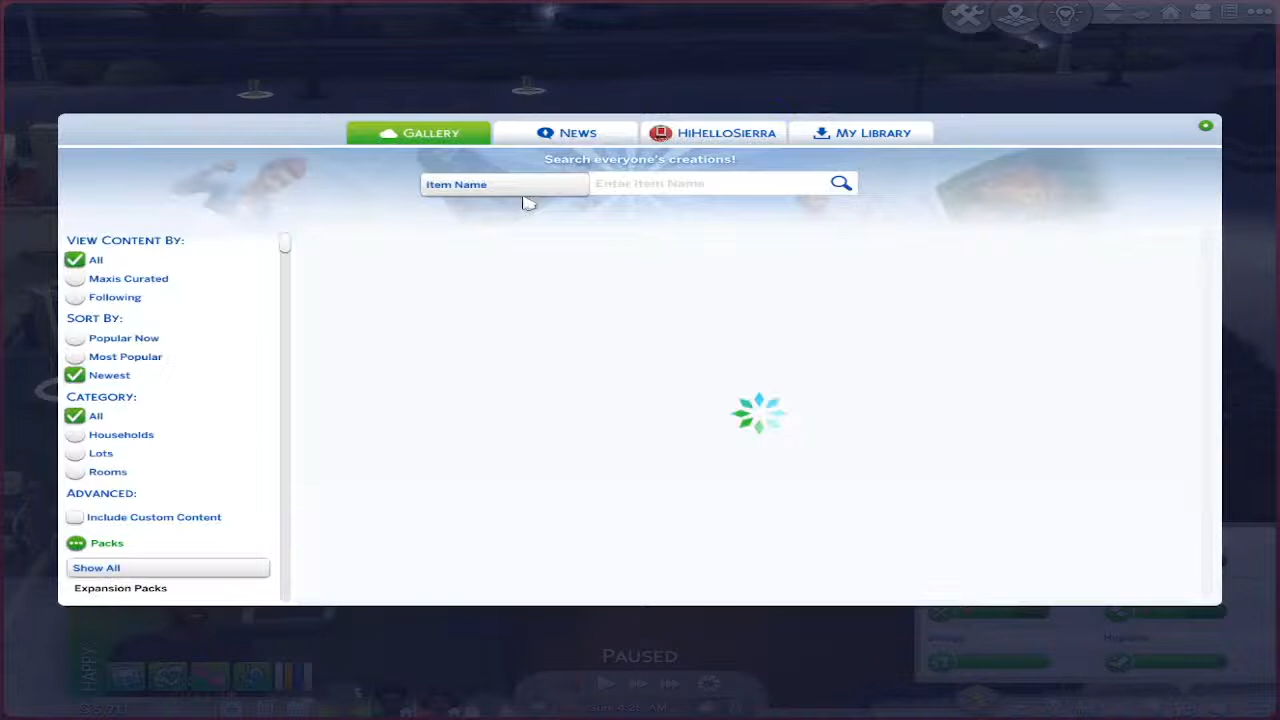 GALLERY
NEWS
HIHELLOSIERRA
MY LIBRARY
Search everyone's creations!
Item Name
Enter Item Name
VIEW CONTENT BY:
All
Maxis Curated
Following
SORT BY:
Popular Now
Most Popular
Newest
CATEGORY:
All
Households
Lots
Rooms
ADVANCED:
Include Custom Content
Packs
Show All
Expansion Packs
HAPPY
PAUSED